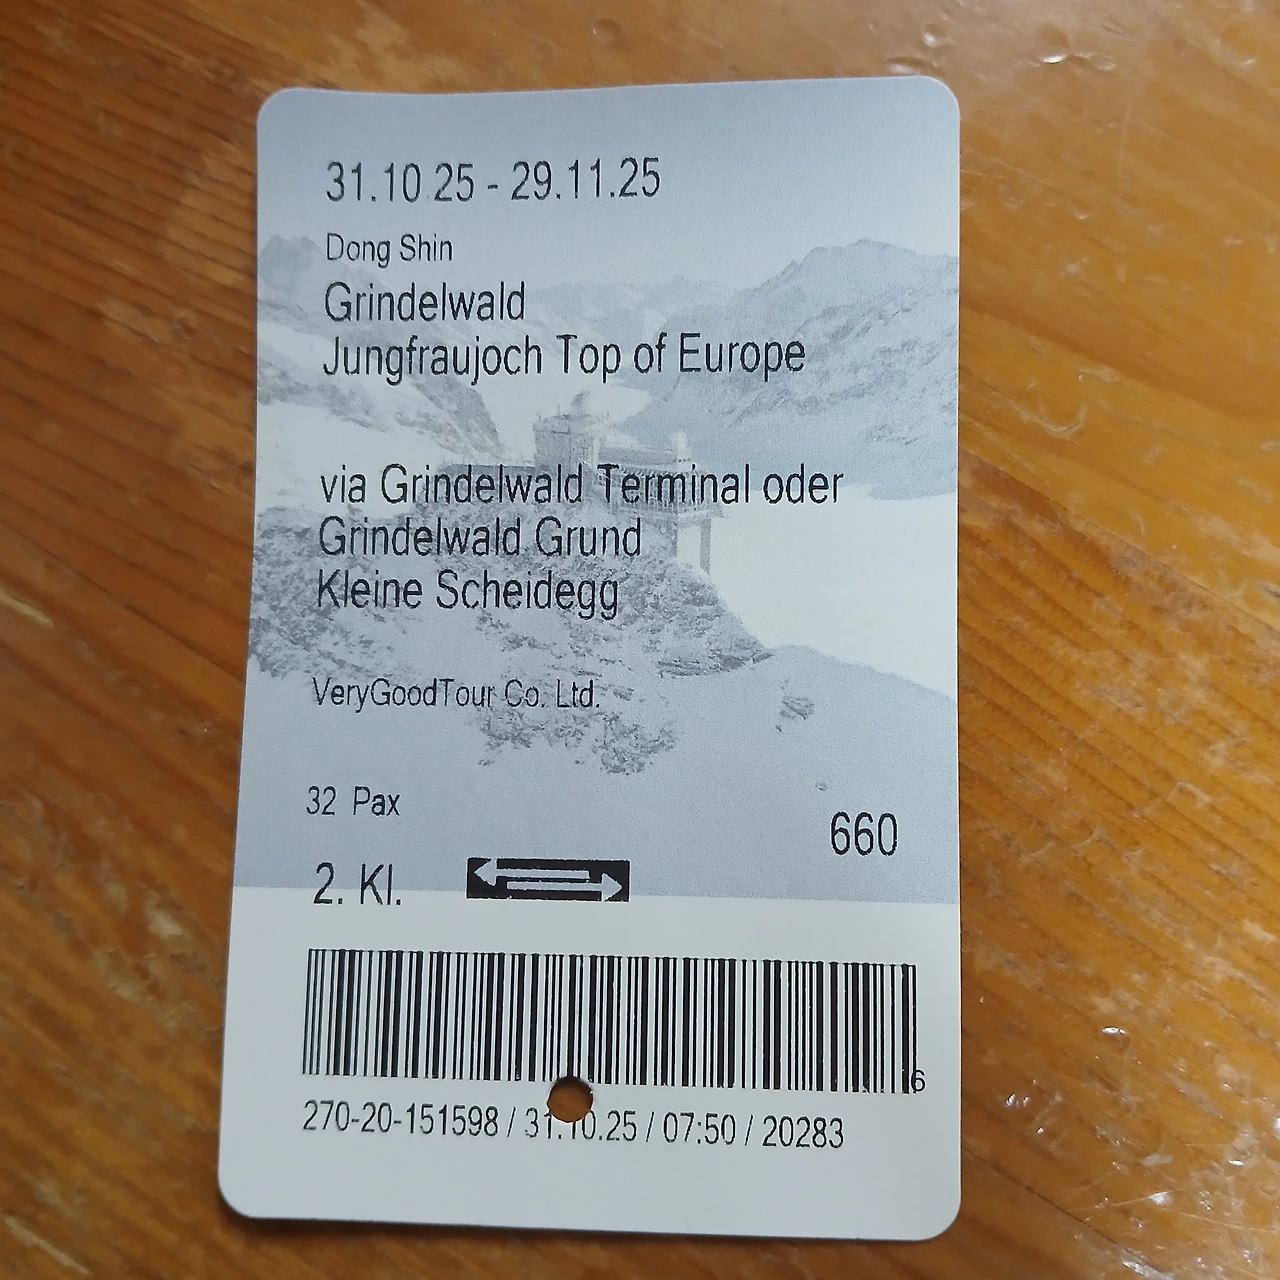 31.10.25 - 29.11.25
Dong Shin
Grindelwald
Jungfraujoch Top of Europe
via Grindelwald Terminal oder
Grindelwald Grund
Kleine Scheidegg
VeryGoodTour Co. Ltd.
32 Pax
660
2. Kl.
6
270-20-151598 / 31.10.25 / 07:50 / 20283